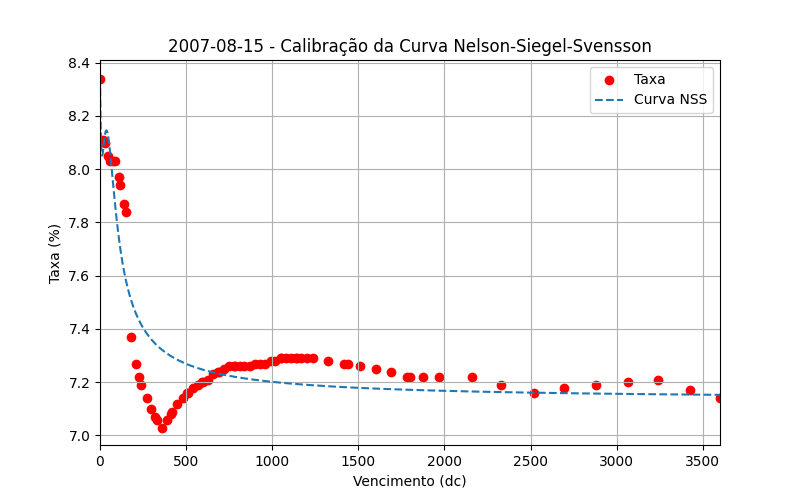 2007-08-15 - Calibração da Curva Nelson-Siegel-Svensson
Taxa
Curva NSS
Taxa (%)
8.4
8.2
8.0
7.8
7.6
7.4
7.2
7.0
0 500 1000 1500 2000 2500 3000 3500
Vencimento (dc)